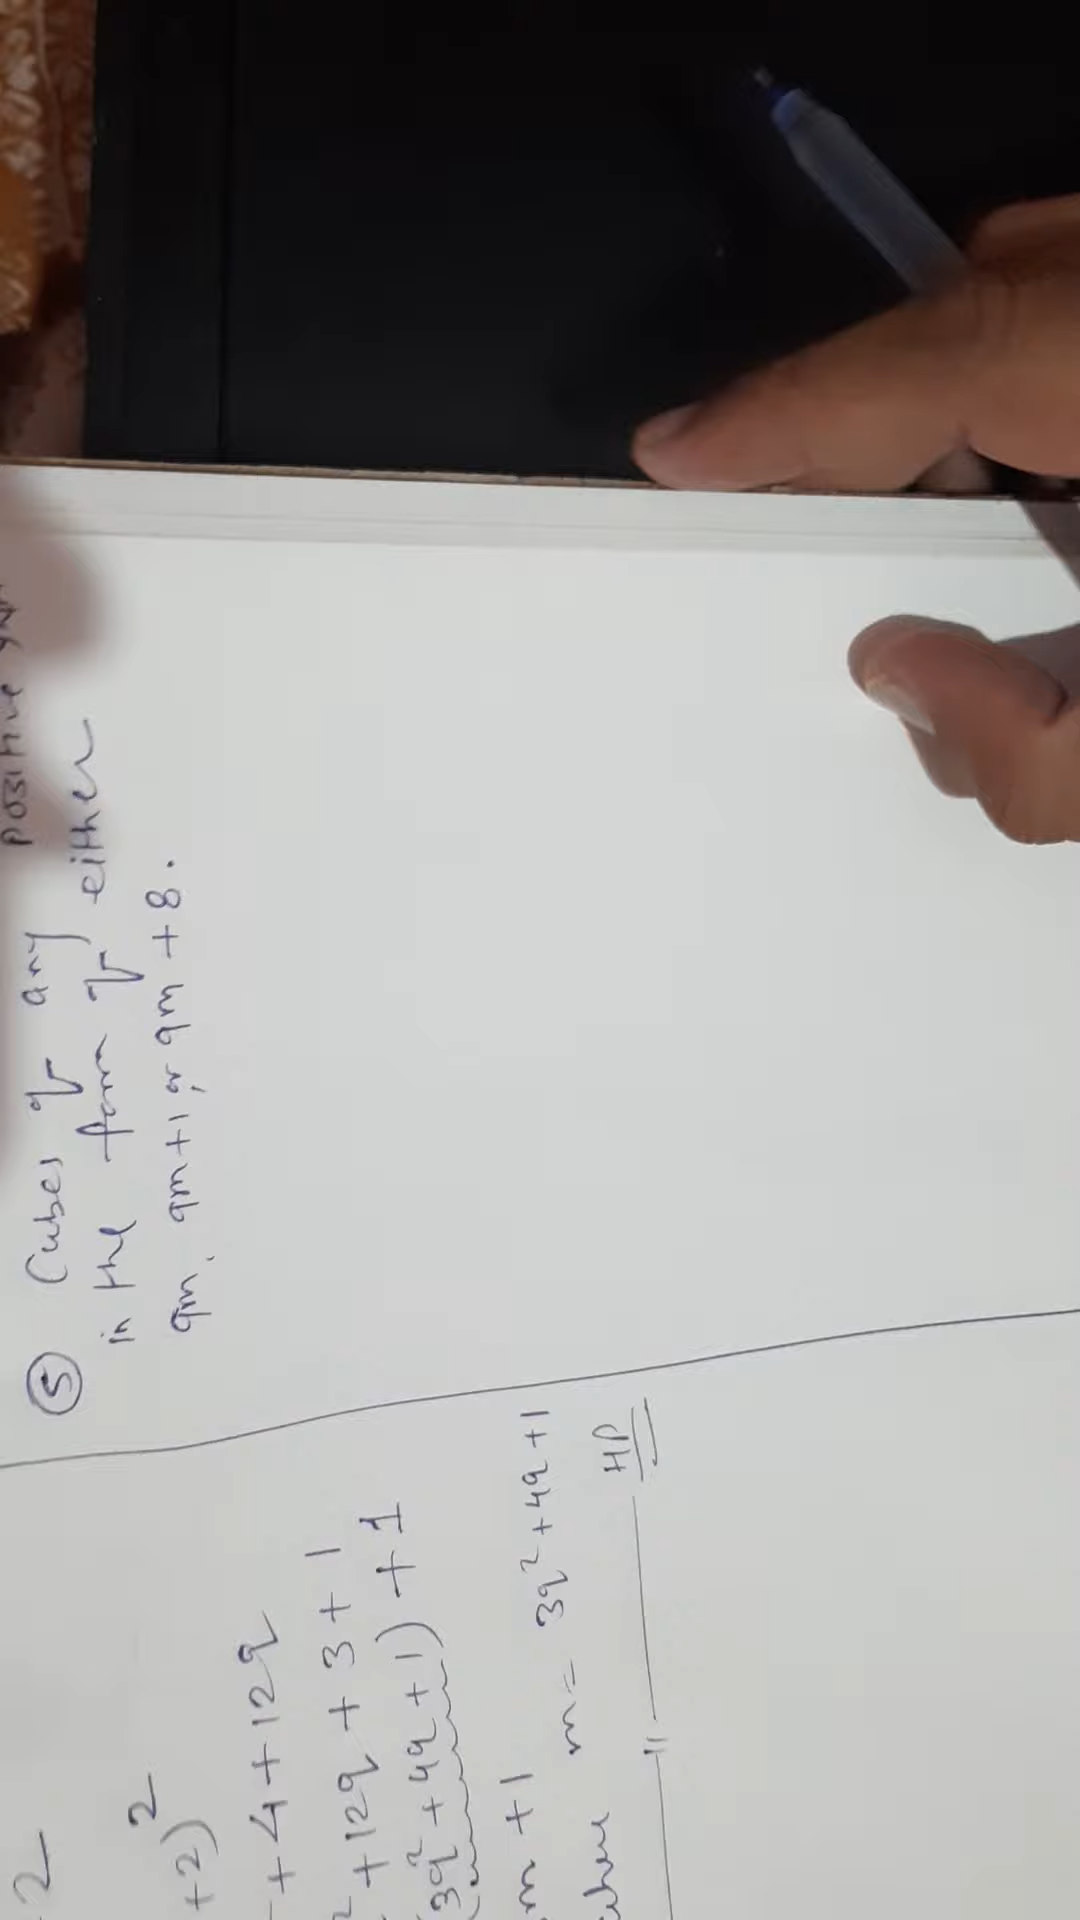 2
+2)²
+ 4 + 12q
² + 12q + 3 + 1
(3q² + 4q + 1) + 1
m + 1
where m = 3q² + 4q + 1
HP
⑤ Cubes of any positive
in the form of either
9m, 9m+1, or 9m + 8.